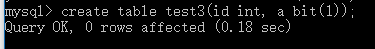 mysql> create table test3(id int, a bit(1));
Query OK, 0 rows affected (0.18 sec)